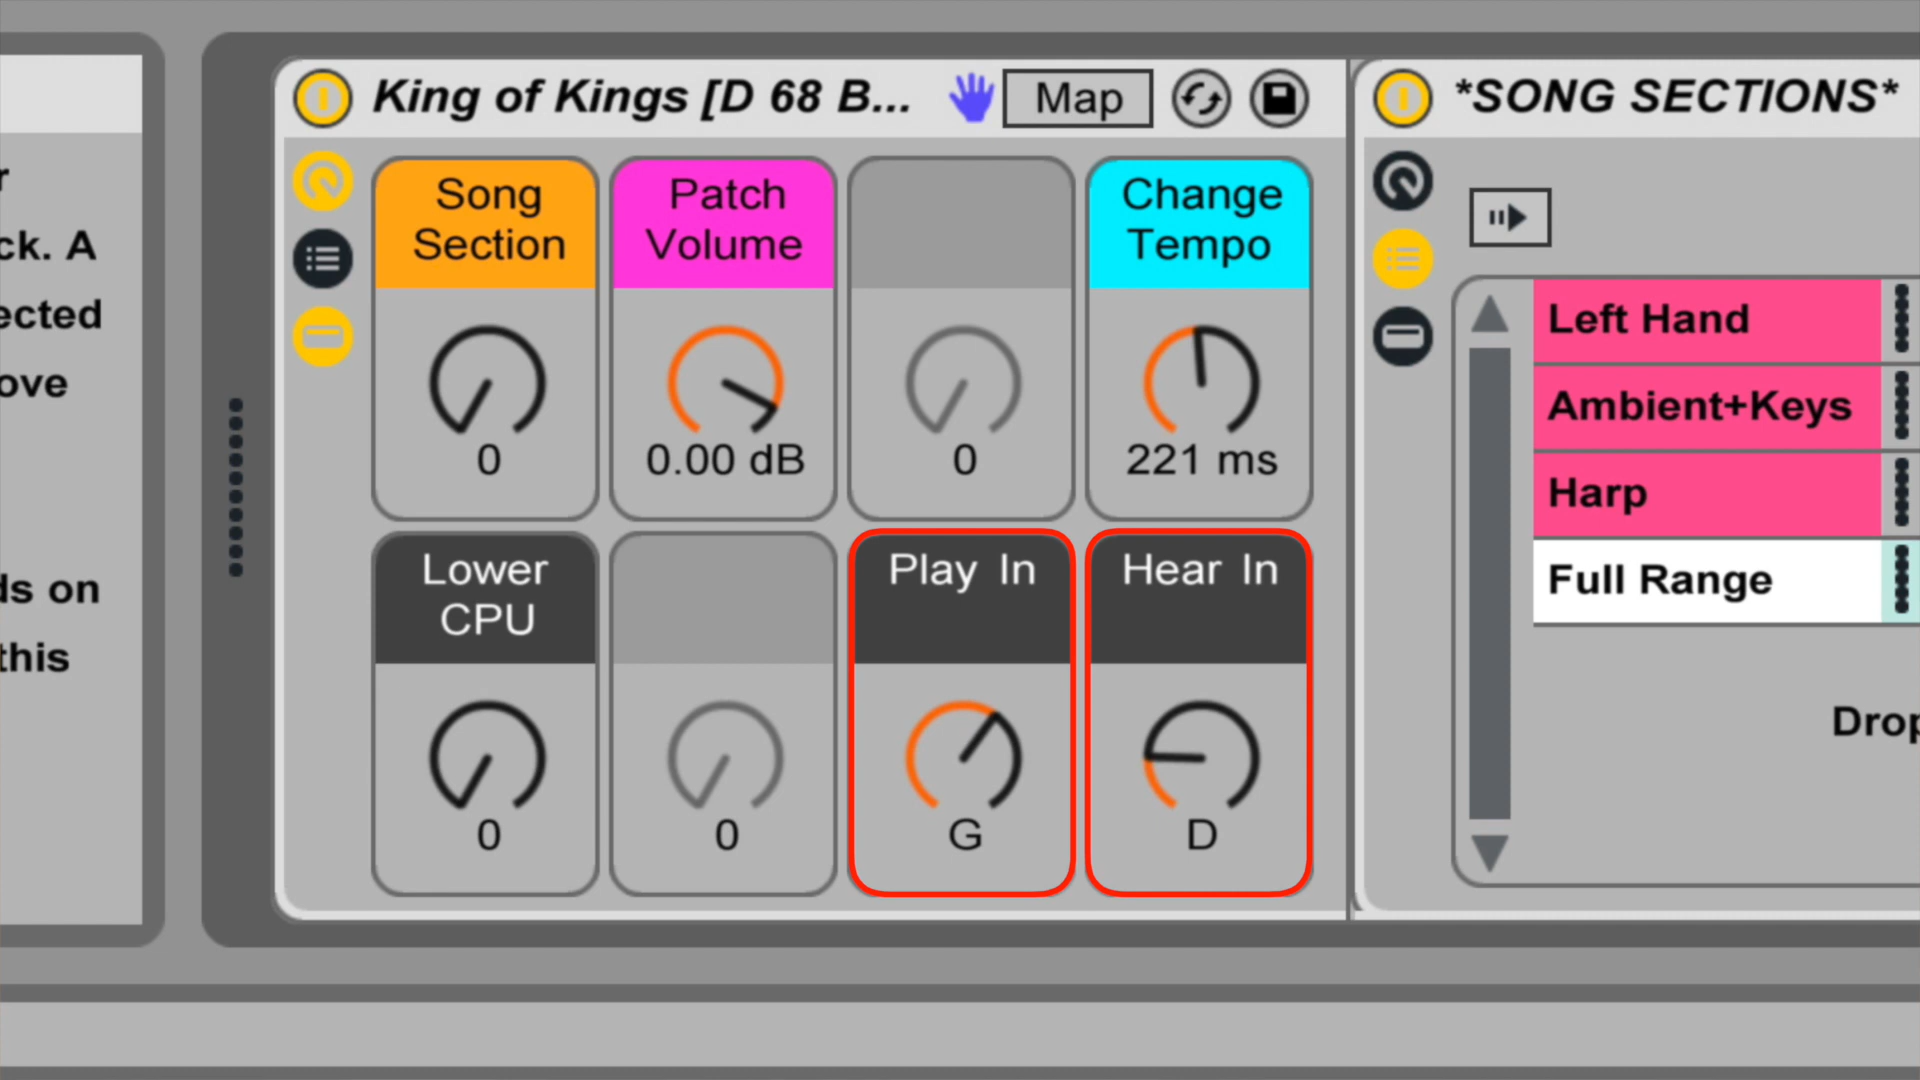 King of Kings [D 68 B...
Map
*SONG SECTIONS*
ck. A
ected
ove
ds on
this
Song
Section
0
Patch
Volume
0.00 dB
0
Change
Tempo
221 ms
Lower
CPU
0
0
Play In
G
Hear In
D
Left Hand
Ambient+Keys
Harp
Full Range
Drop